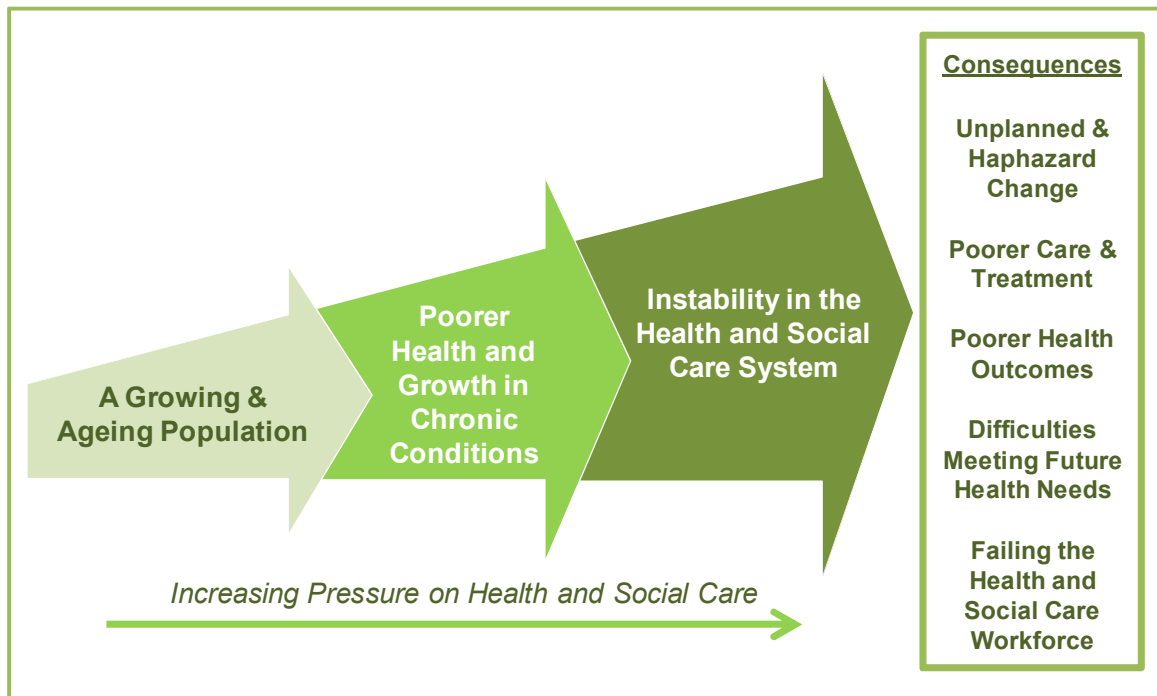 A Growing &
Ageing Population
Poorer
Health and
Growth in
Chronic
Conditions
Instability in the
Health and Social
Care System
Increasing Pressure on Health and Social Care
Consequences
Unplanned &
Haphazard
Change
Poorer Care &
Treatment
Poorer Health
Outcomes
Difficulties
Meeting Future
Health Needs
Failing the
Health and
Social Care
Workforce